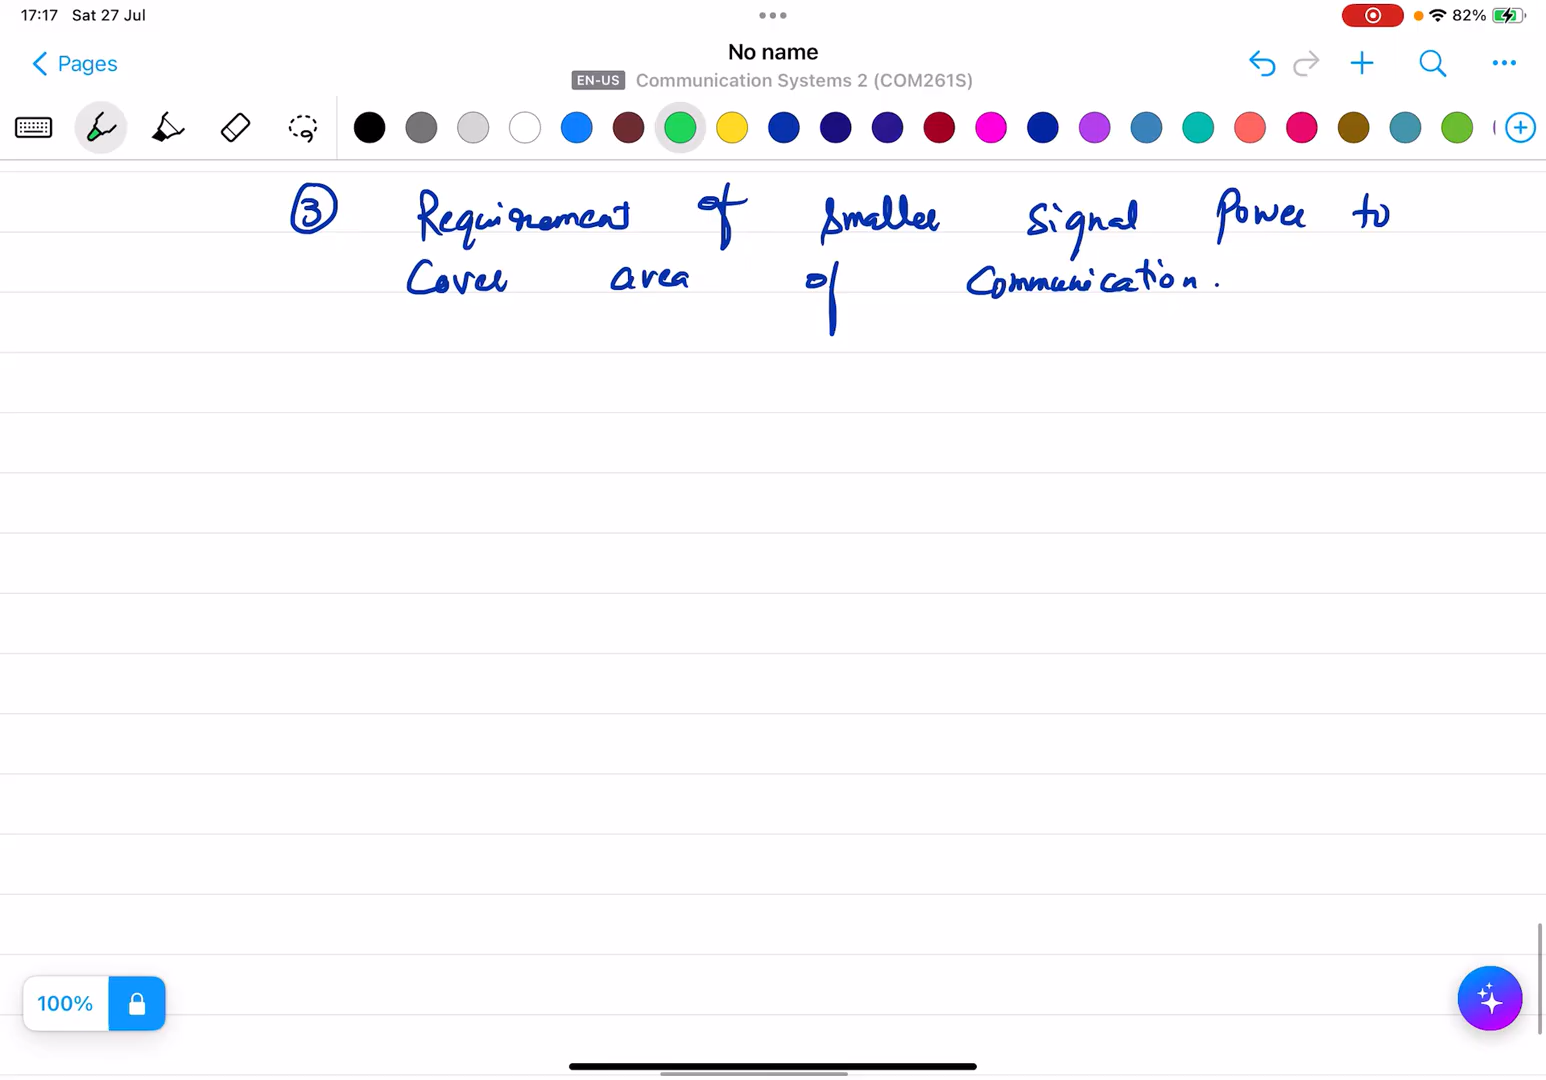 17:17 Sat 27 Jul
82%
Pages
No name
EN-US Communication Systems 2 (COM261S)
③ Requirement of smaller signal Power to
Cover area of Communication.
100%